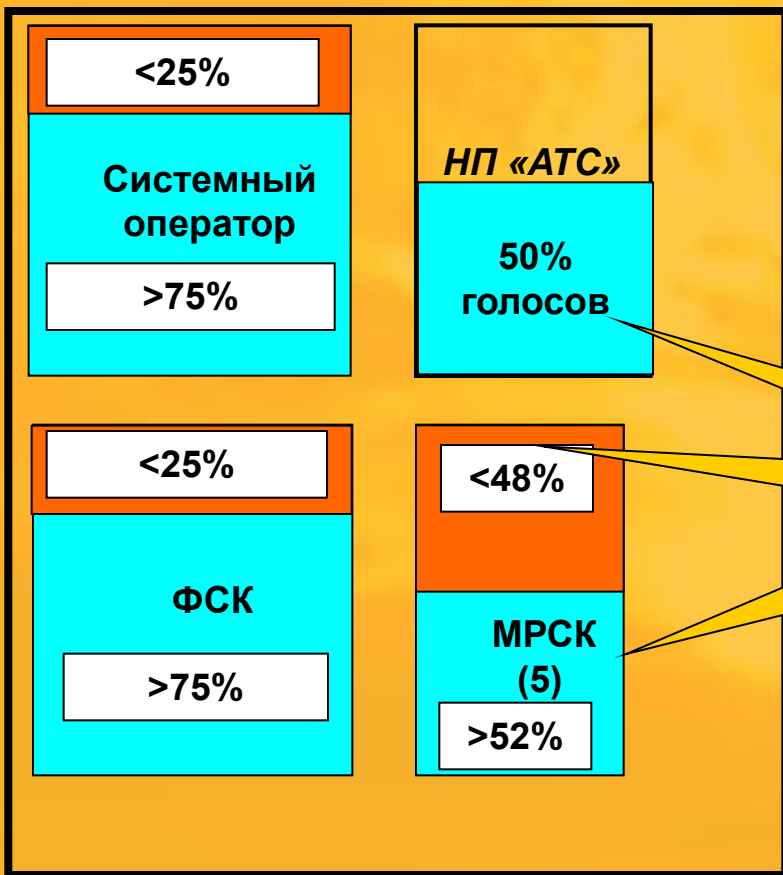 <25%
Системный
оператор
>75%
НП «АТС»
50%
голосов
<25%
ФСК
>75%
<48%
МРСК
(5)
>52%